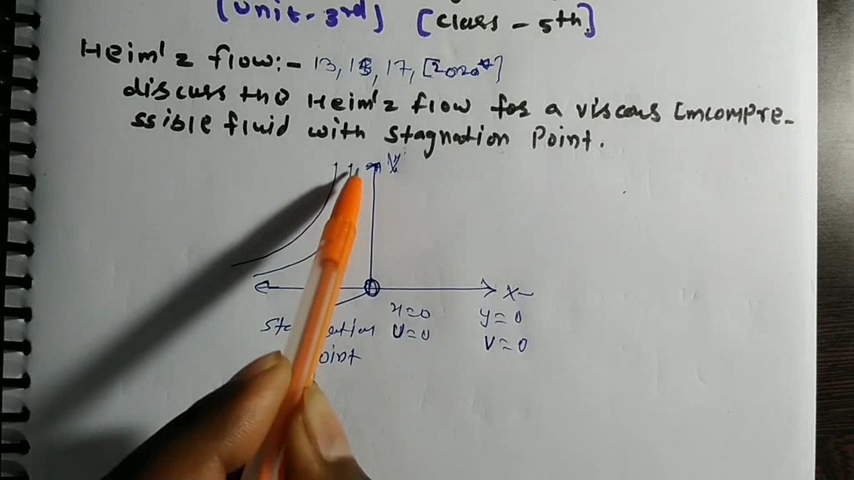 (Unit-3rd) [Class-5th]
Heim'z flow:- 13, 15, 17, [2020*]
discuss the Heim'z flow for a viscous Incompre-
ssible fluid with stagnation Point.
Y
X
x=0 y=0
U=0 V=0
Point